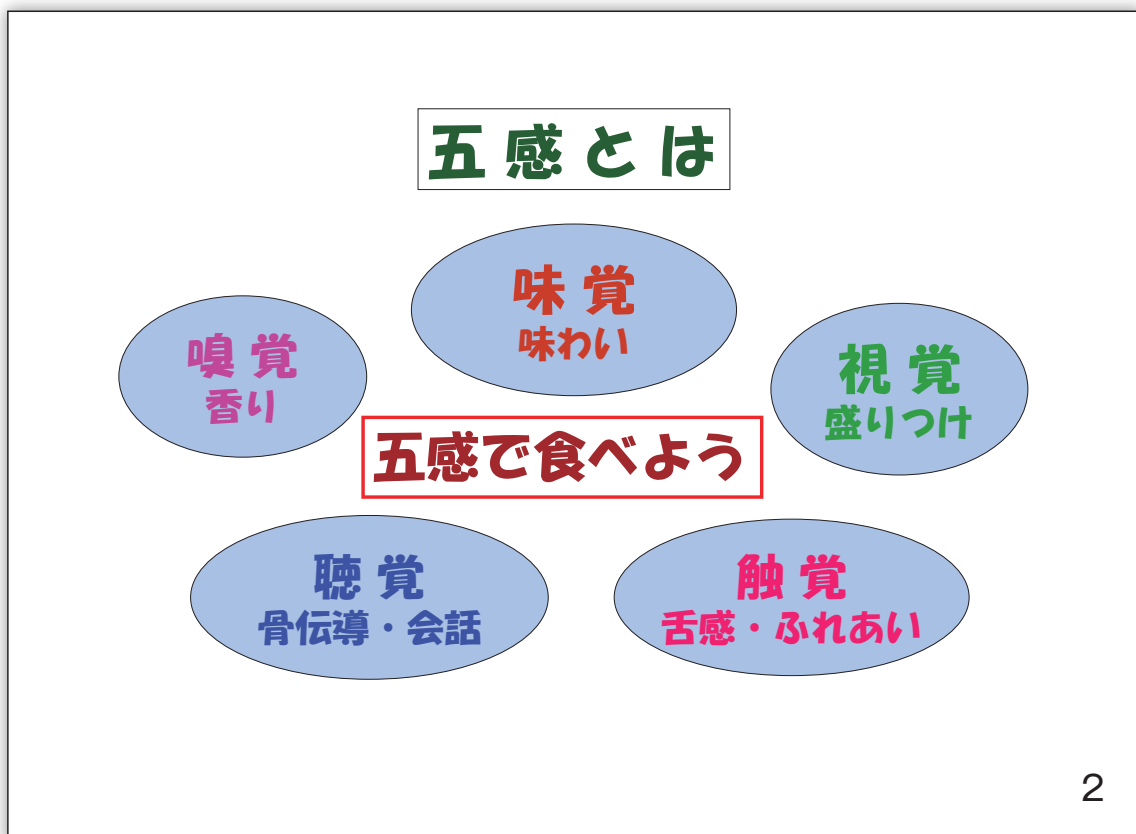 五感とは
味覚
味わい
嗅覚
香り
視覚
盛りつけ
五感で食べよう
聴覚
骨伝導・会話
触覚
舌感・ふれあい
2